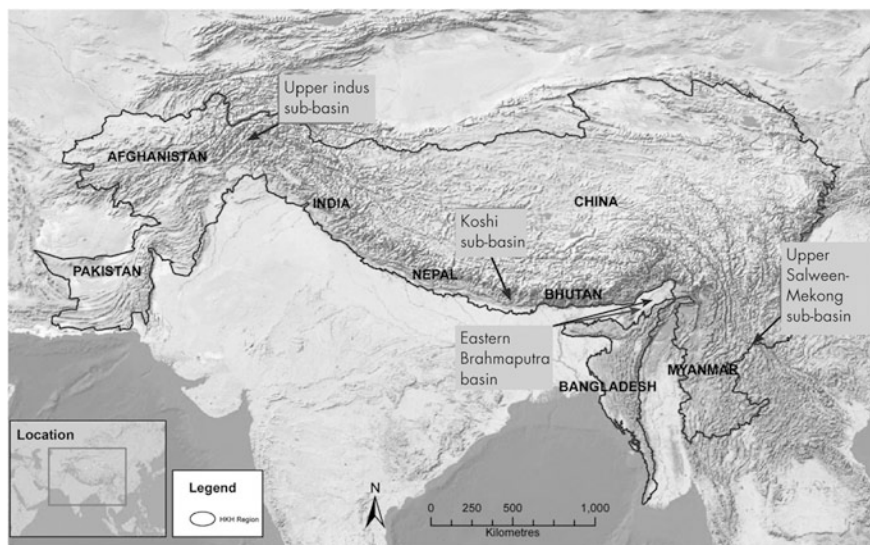 Upper indus
sub-basin
AFGHANISTAN
INDIA
CHINA
Koshi
sub-basin
PAKISTAN
NEPAL
BHUTAN
Upper
Salween-
Mekong
sub-basin
Eastern
Brahmaputra
basin
BANGLADESH
MYANMAR
Location
Legend
HKH Region
N
0 250 500 1,000
Kilometres